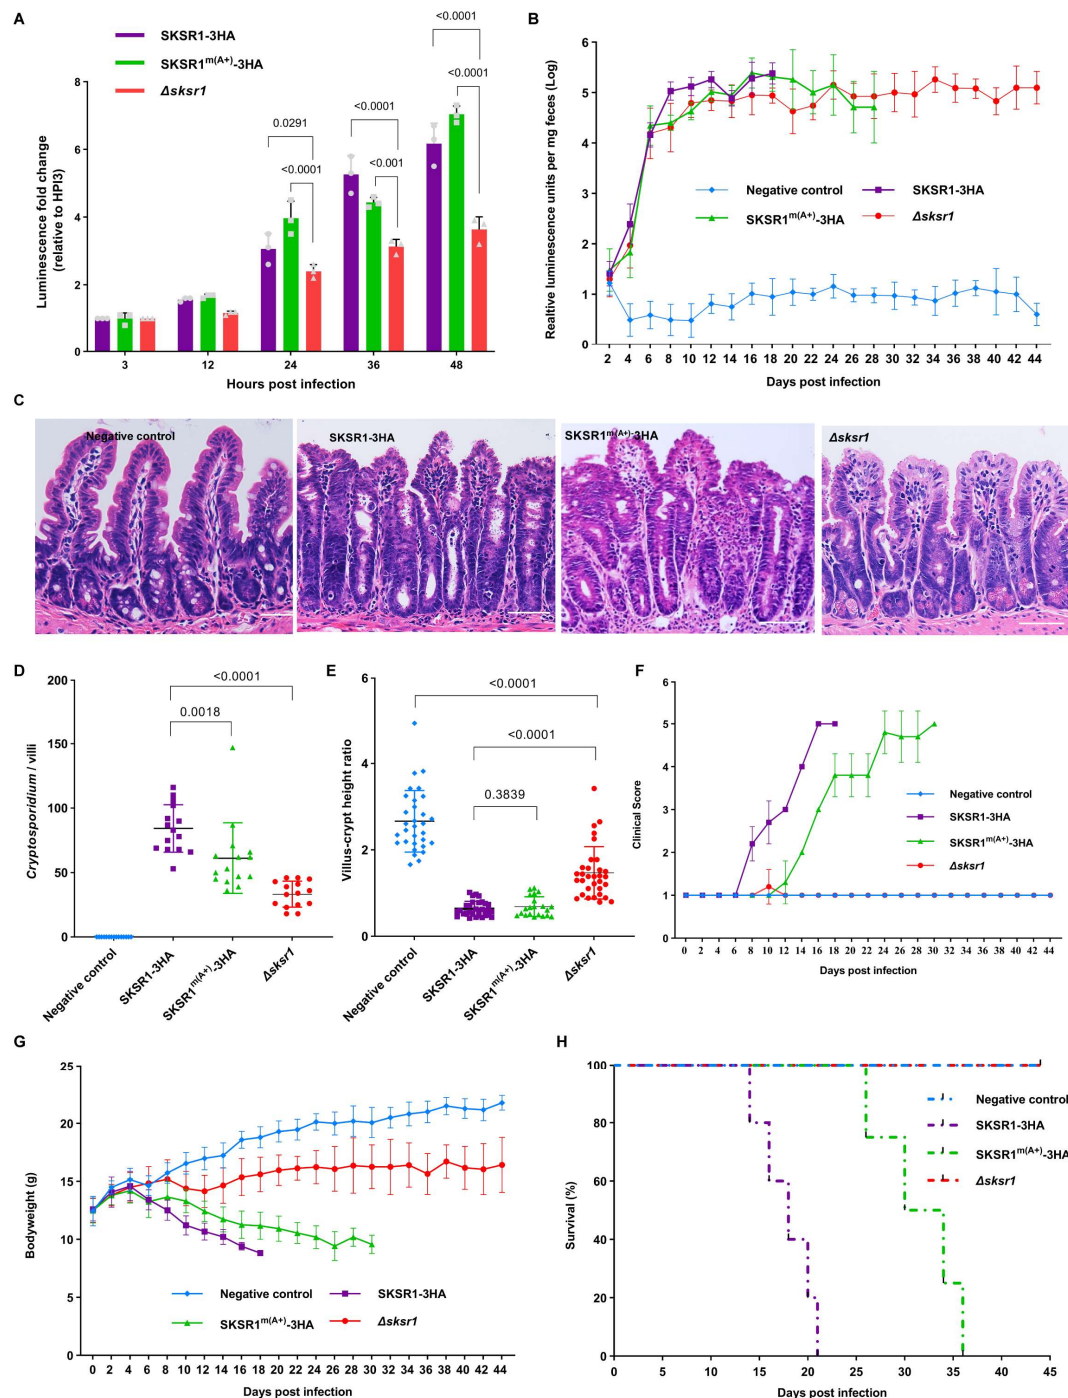 A
SKSR1-3HA
SKSR1m(A+)-3HA
Δsksr1
<0.0001
<0.0001
<0.0001
0.0291
<0.001
<0.0001
Luminescence fold change
(relative to HPI3)
8
6
4
2
0
3 12 24 36 48
Hours post infection
B
Realtive luminescence units per mg feces (Log)
6
5
4
3
2
1
0
Negative control
SKSR1-3HA
SKSR1m(A+)-3HA
Δsksr1
2 4 6 8 10 12 14 16 18 20 22 24 26 28 30 32 34 36 38 40 42 44
Days post infection
C
Negative control
SKSR1-3HA
SKSR1m(A+)-3HA
Δsksr1
D
Cryptosporidium / villi
200
150
100
50
0
<0.0001
0.0018
Negative control
SKSR1-3HA
SKSR1m(A+)-3HA
Δsksr1
E
Villus-crypt height ratio
6
4
2
0
<0.0001
<0.0001
0.3839
Negative control
SKSR1-3HA
SKSR1m(A+)-3HA
Δsksr1
F
Clinical Score
6
5
4
3
2
1
0
Negative control
SKSR1-3HA
SKSR1m(A+)-3HA
Δsksr1
0 2 4 6 8 10 12 14 16 18 20 22 24 26 28 30 32 34 36 38 40 42 44
Days post infection
G
Bodyweight (g)
25
20
15
10
5
0
Negative control
SKSR1-3HA
SKSR1m(A+)-3HA
Δsksr1
0 2 4 6 8 10 12 14 16 18 20 22 24 26 28 30 32 34 36 38 40 42 44
Days post infection
H
Survival (%)
100
80
60
40
20
0
Negative control
SKSR1-3HA
SKSR1m(A+)-3HA
Δsksr1
0 5 10 15 20 25 30 35 40 45
Days post infection